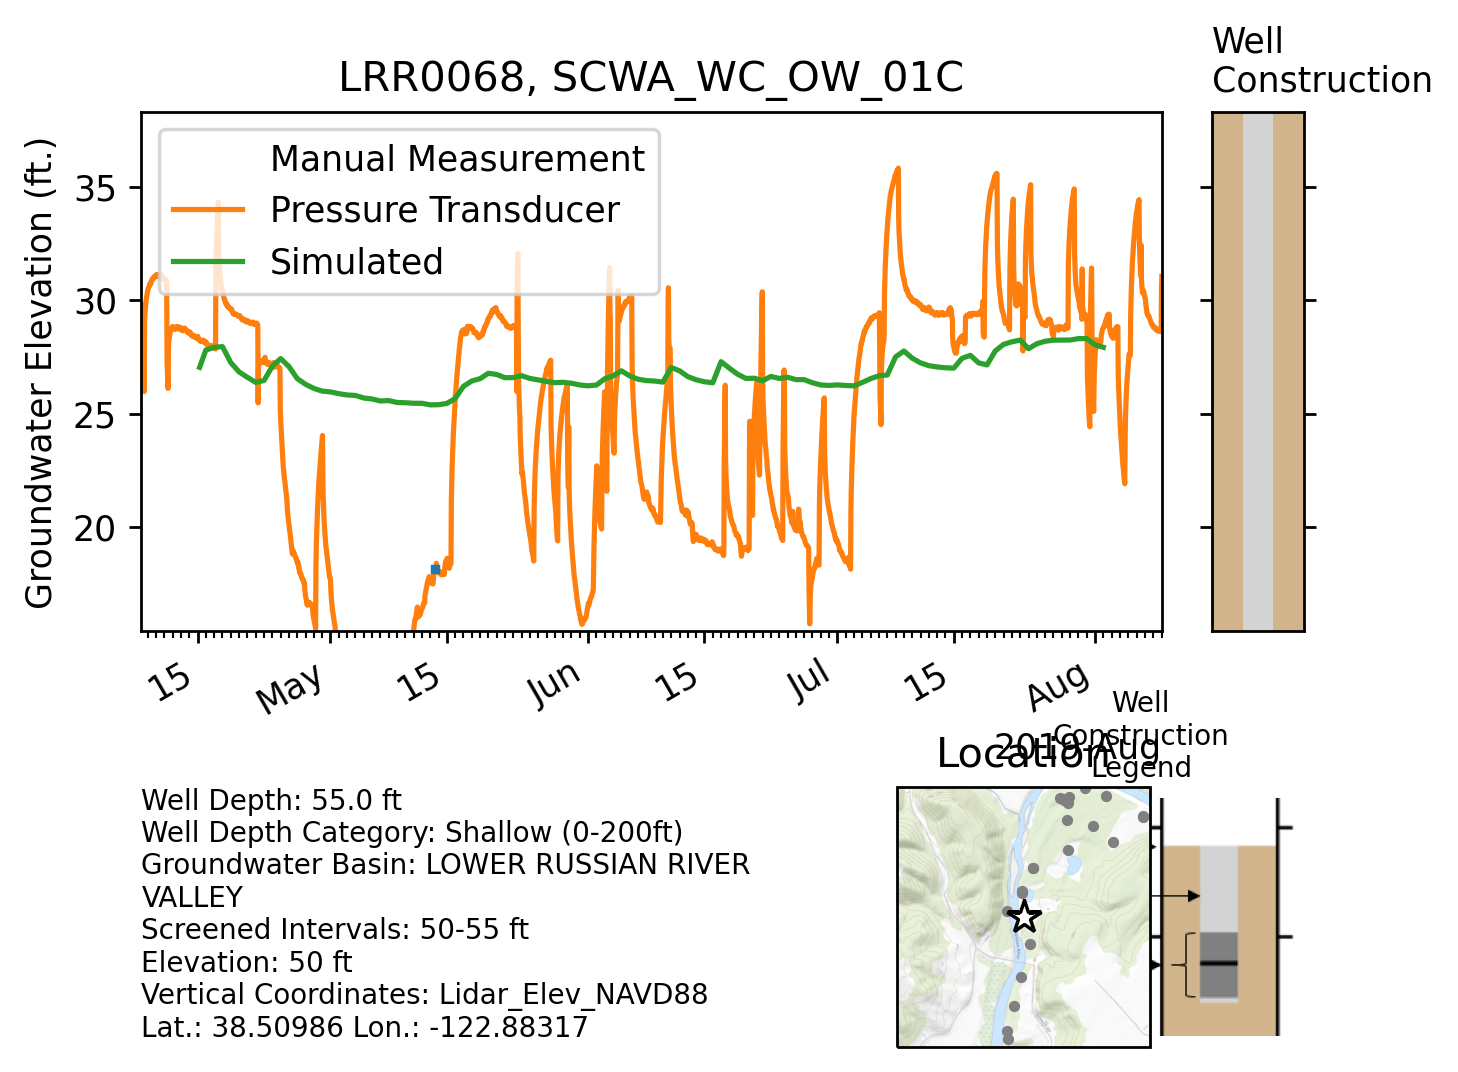 Well
Construction
LRR0068, SCWA_WC_OW_01C
Groundwater Elevation (ft.)
35
30
25
20
Manual Measurement
Pressure Transducer
Simulated
15
May
15
Jun
15
Jul
15
Aug
2019-Aug
Well
Construction
Legend
Location
Well Depth: 55.0 ft
Well Depth Category: Shallow (0-200ft)
Groundwater Basin: LOWER RUSSIAN RIVER
VALLEY
Screened Intervals: 50-55 ft
Elevation: 50 ft
Vertical Coordinates: Lidar_Elev_NAVD88
Lat.: 38.50986 Lon.: -122.88317